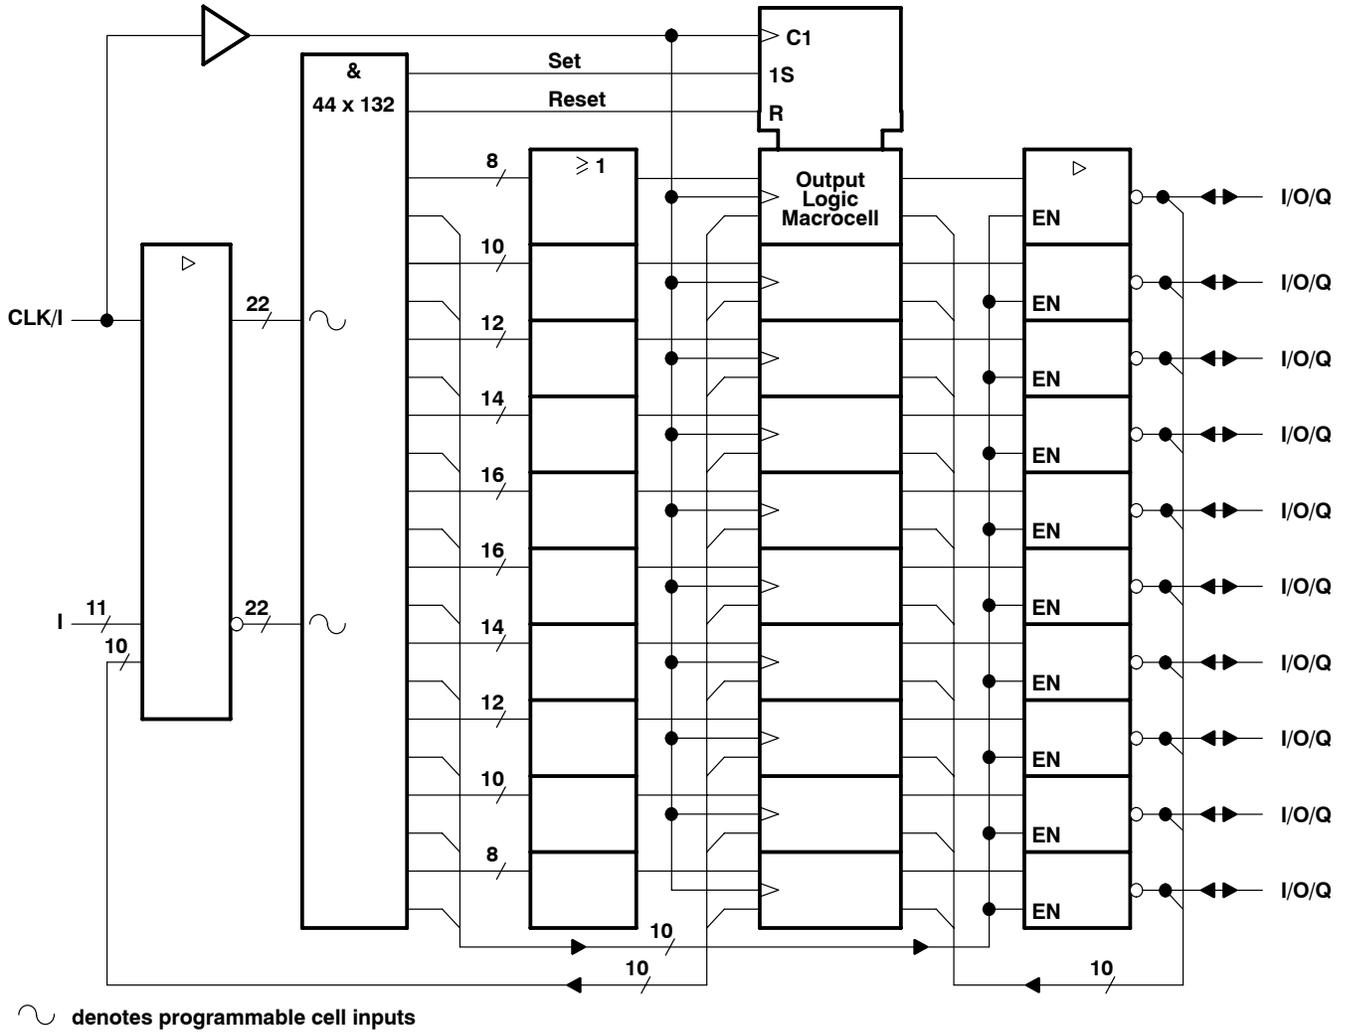 C1
&
Set
1S
44 x 132
Reset
R
8
≥ 1
Output
Logic
Macrocell
I/O/Q
EN
10
I/O/Q
EN
CLK/I
22
12
I/O/Q
EN
14
I/O/Q
EN
16
I/O/Q
EN
16
I/O/Q
EN
I
11
22
10
14
I/O/Q
EN
12
I/O/Q
EN
10
I/O/Q
EN
8
I/O/Q
EN
10
10
10
denotes programmable cell inputs